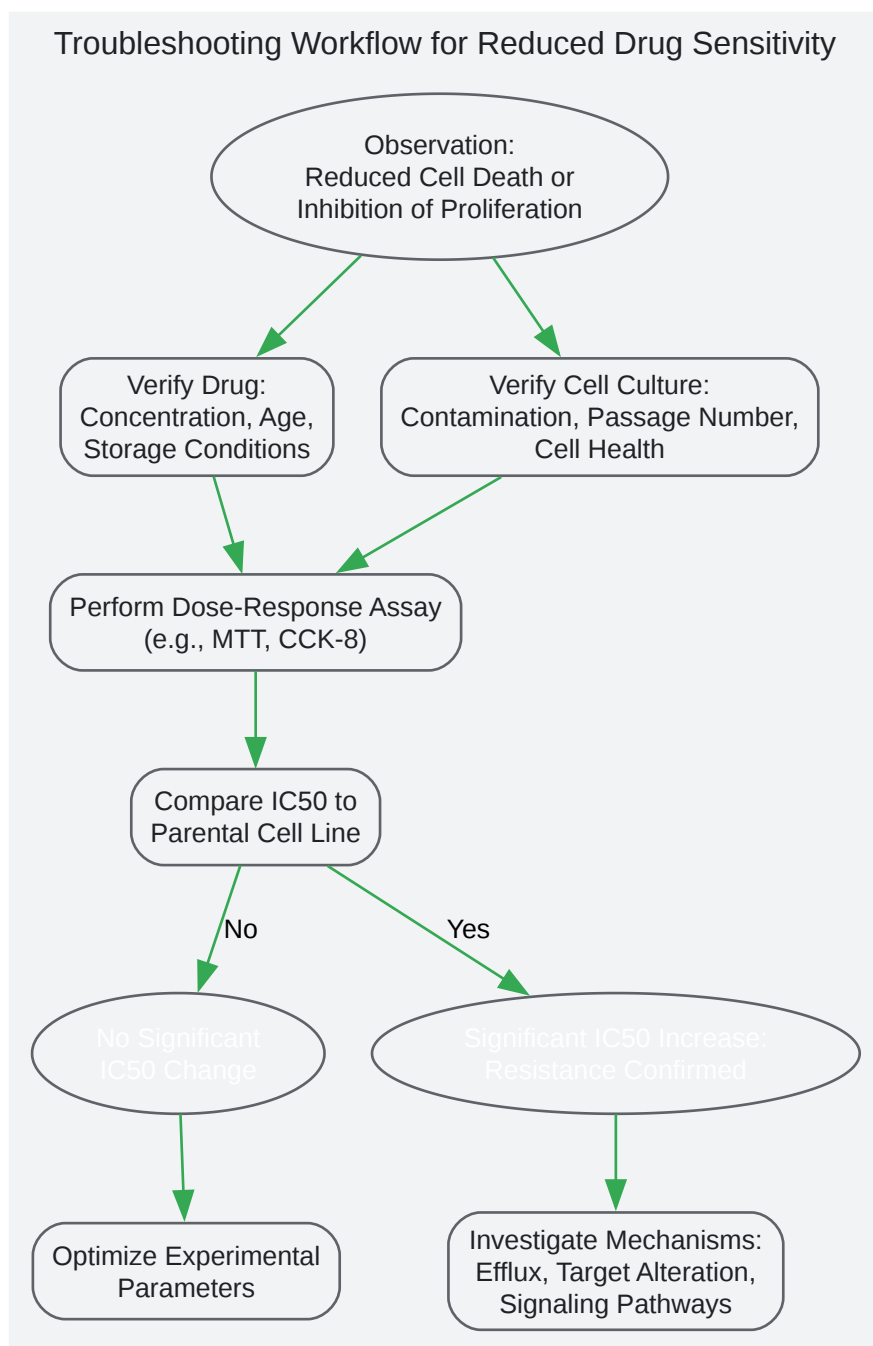 Troubleshooting Workflow for Reduced Drug Sensitivity
Observation:
Reduced Cell Death or
Inhibition of Proliferation
Verify Drug:
Concentration, Age,
Storage Conditions
Verify Cell Culture:
Contamination, Passage Number,
Cell Health
Perform Dose-Response Assay
(e.g., MTT, CCK-8)
Compare IC50 to
Parental Cell Line
No
Yes
No Significant
IC50 Change
Significant IC50 Increase:
Resistance Confirmed
Optimize Experimental
Parameters
Investigate Mechanisms:
Efflux, Target Alteration,
Signaling Pathways